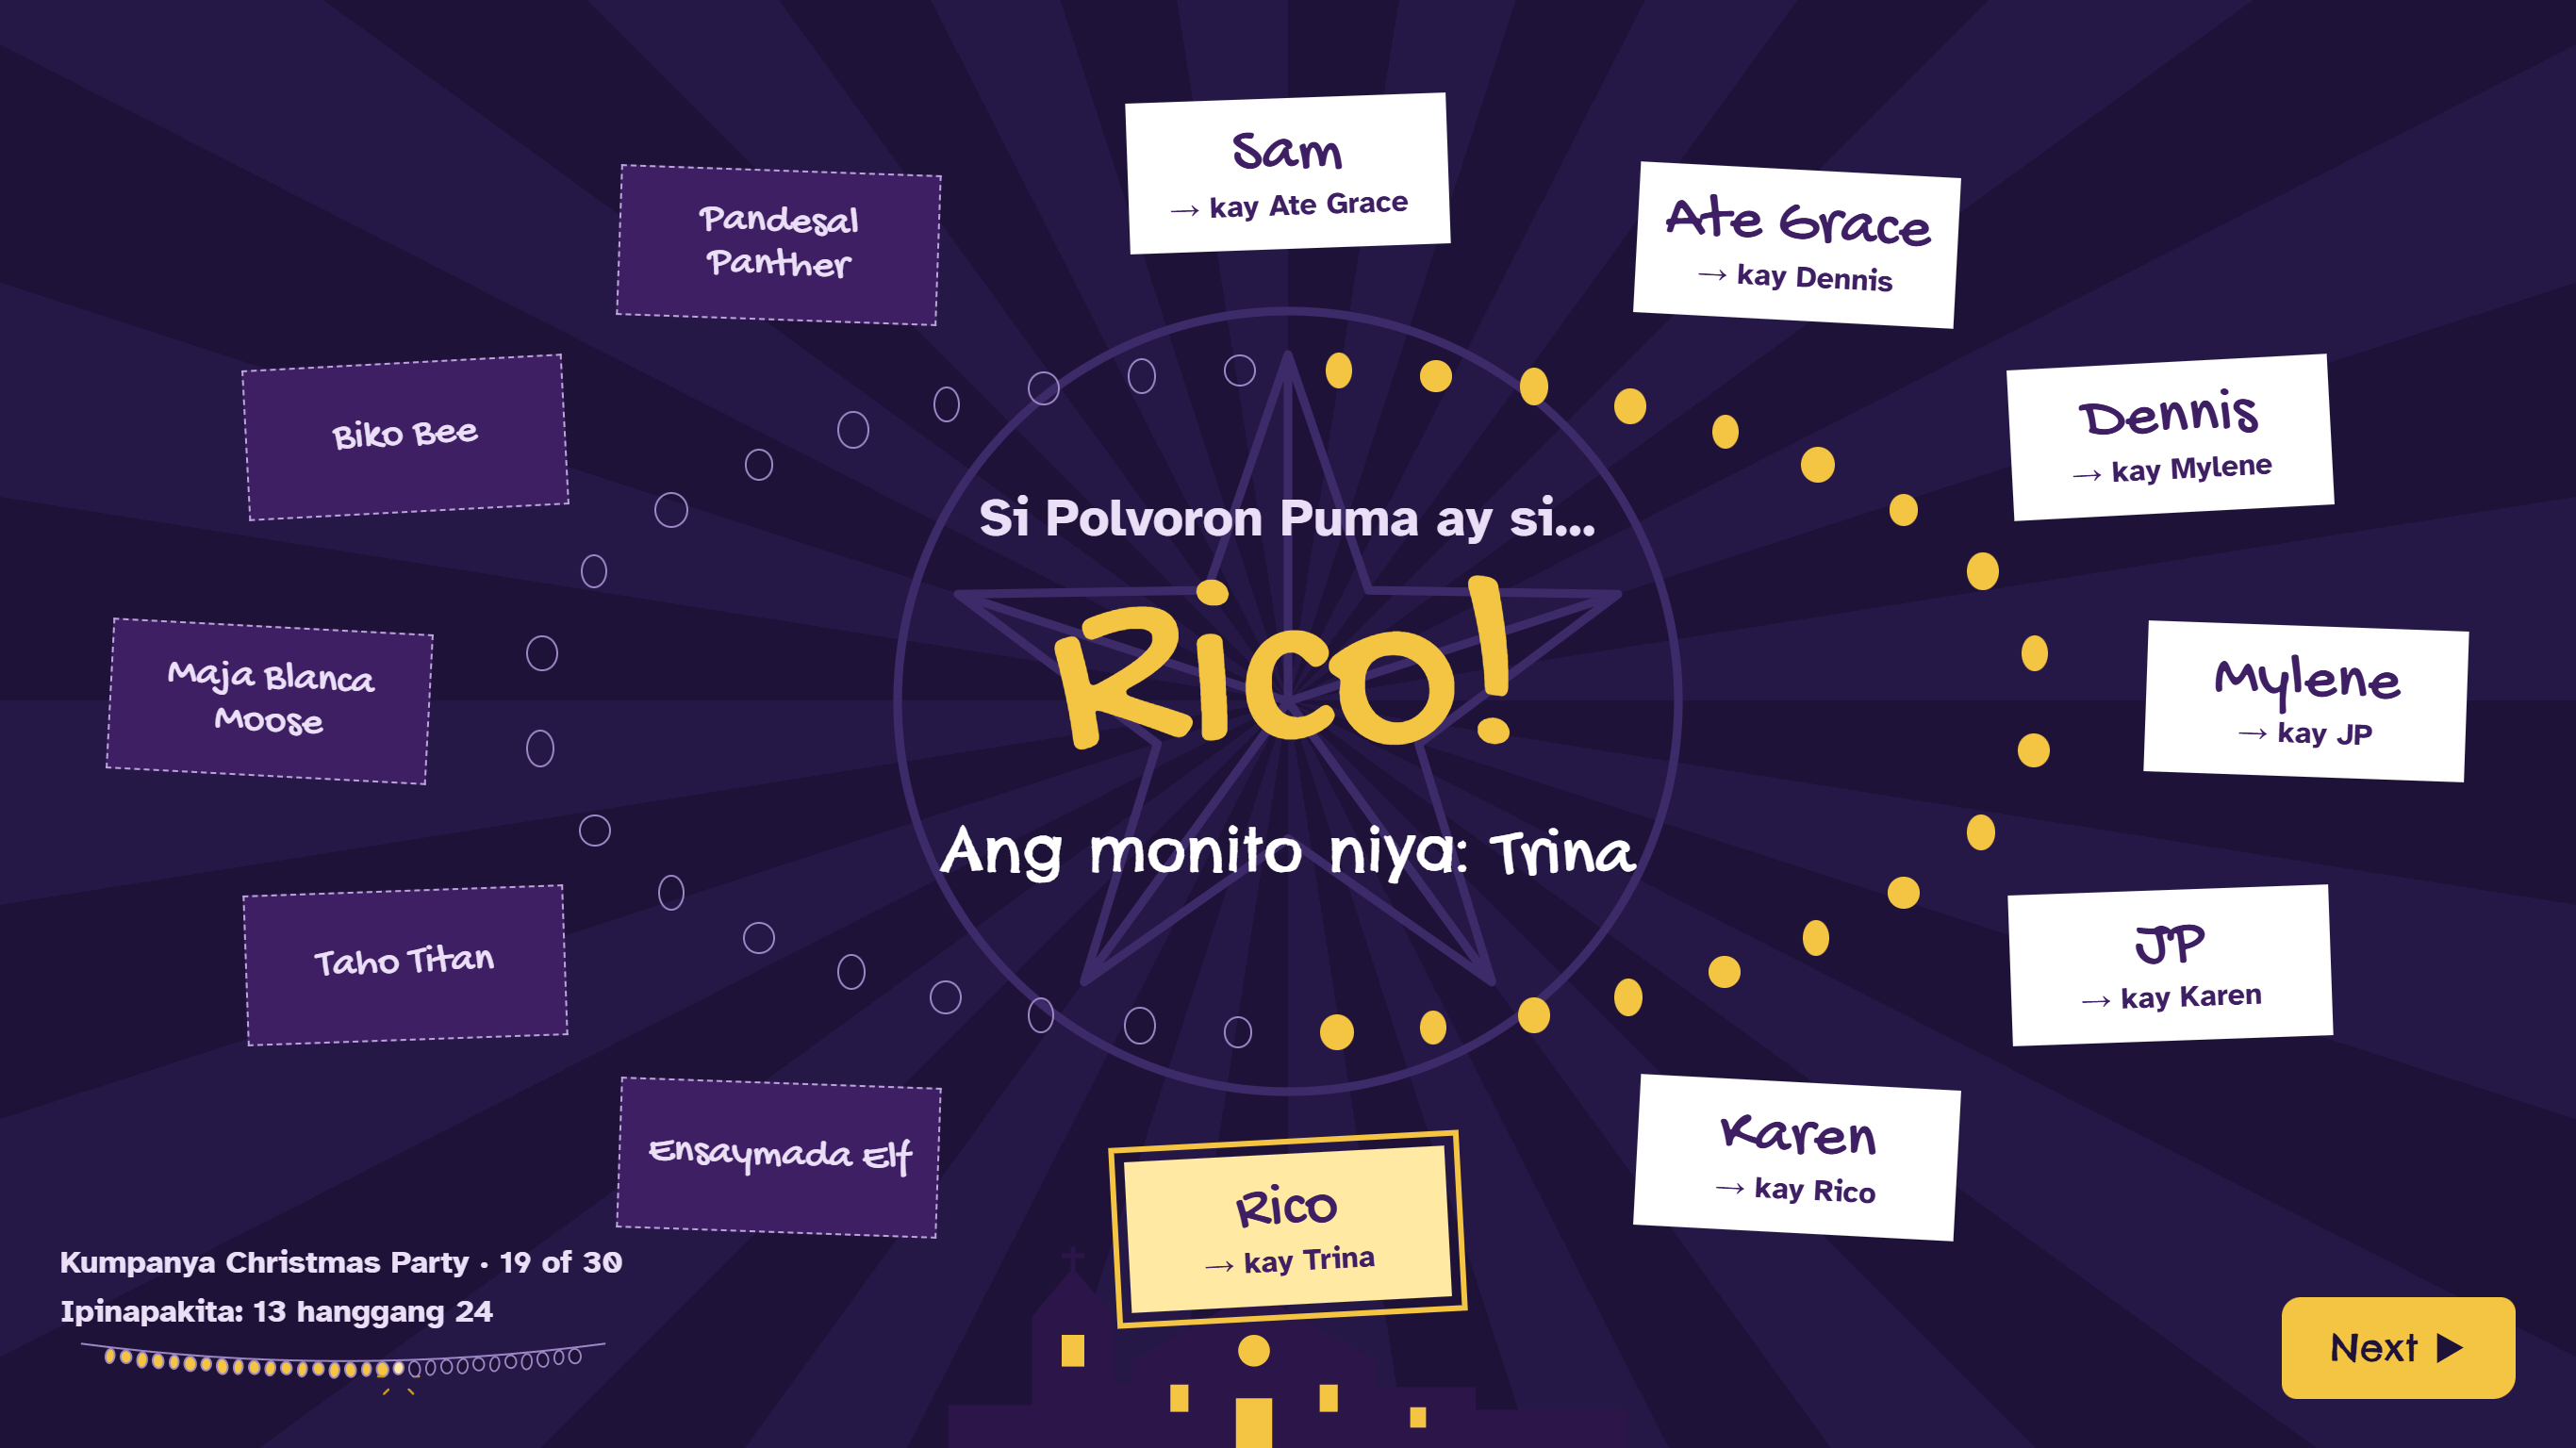 Sam
→ kay Ate Grace
Pandesal
Panther
Ate Grace
→ kay Dennis
Biko Bee
Dennis
→ kay Mylene
Si Polvoron Puma ay si...
Rico!
Ang monito niya: Trina
Maja Blanca
Moose
Mylene
→ kay JP
Taho Titan
JP
→ kay Karen
Ensaymada Elf
Karen
→ kay Rico
Rico
→ kay Trina
Kumpanya Christmas Party · 19 of 30
Ipinapakita: 13 hanggang 24
Next ▶